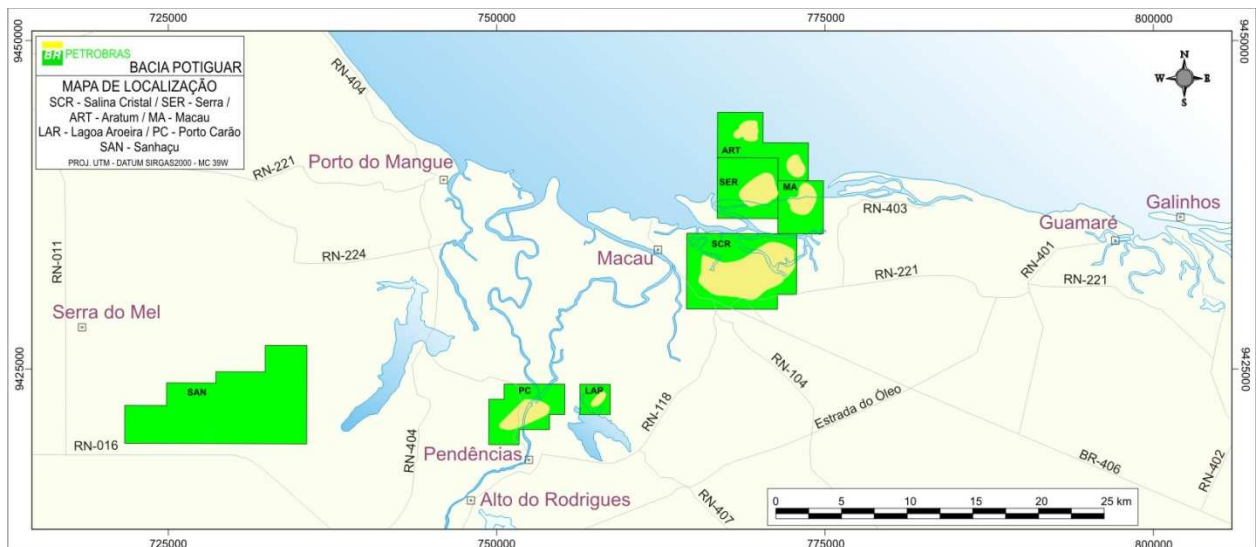 725000
750000
775000
800000
9450000
9450000
BR PETROBRAS
BACIA POTIGUAR
MAPA DE LOCALIZAÇÃO
SCR - Salina Cristal / SER - Serra /
ART - Aratum / MA - Macau
LAR - Lagoa Aroeira / PC - Porto Carão
SAN - Sanhaçu
PROJ. UTM - DATUM SIRGAS2000 - MC 39W
RN-404
N
W
E
S
ART
RN-221
Porto do Mangue
SER
MA
RN-403
Galinhos
Guamaré
RN-011
RN-224
Macau
SCR
RN-221
RN-401
RN-221
Serra do Mel
9425000
9425000
SAN
PC
LAP
RN-104
RN-118
Estrada do Óleo
RN-016
RN-404
Pendências
BR-406
RN-402
Alto do Rodrigues
RN-407
0 5 10 15 20 25 km
725000
750000
775000
800000